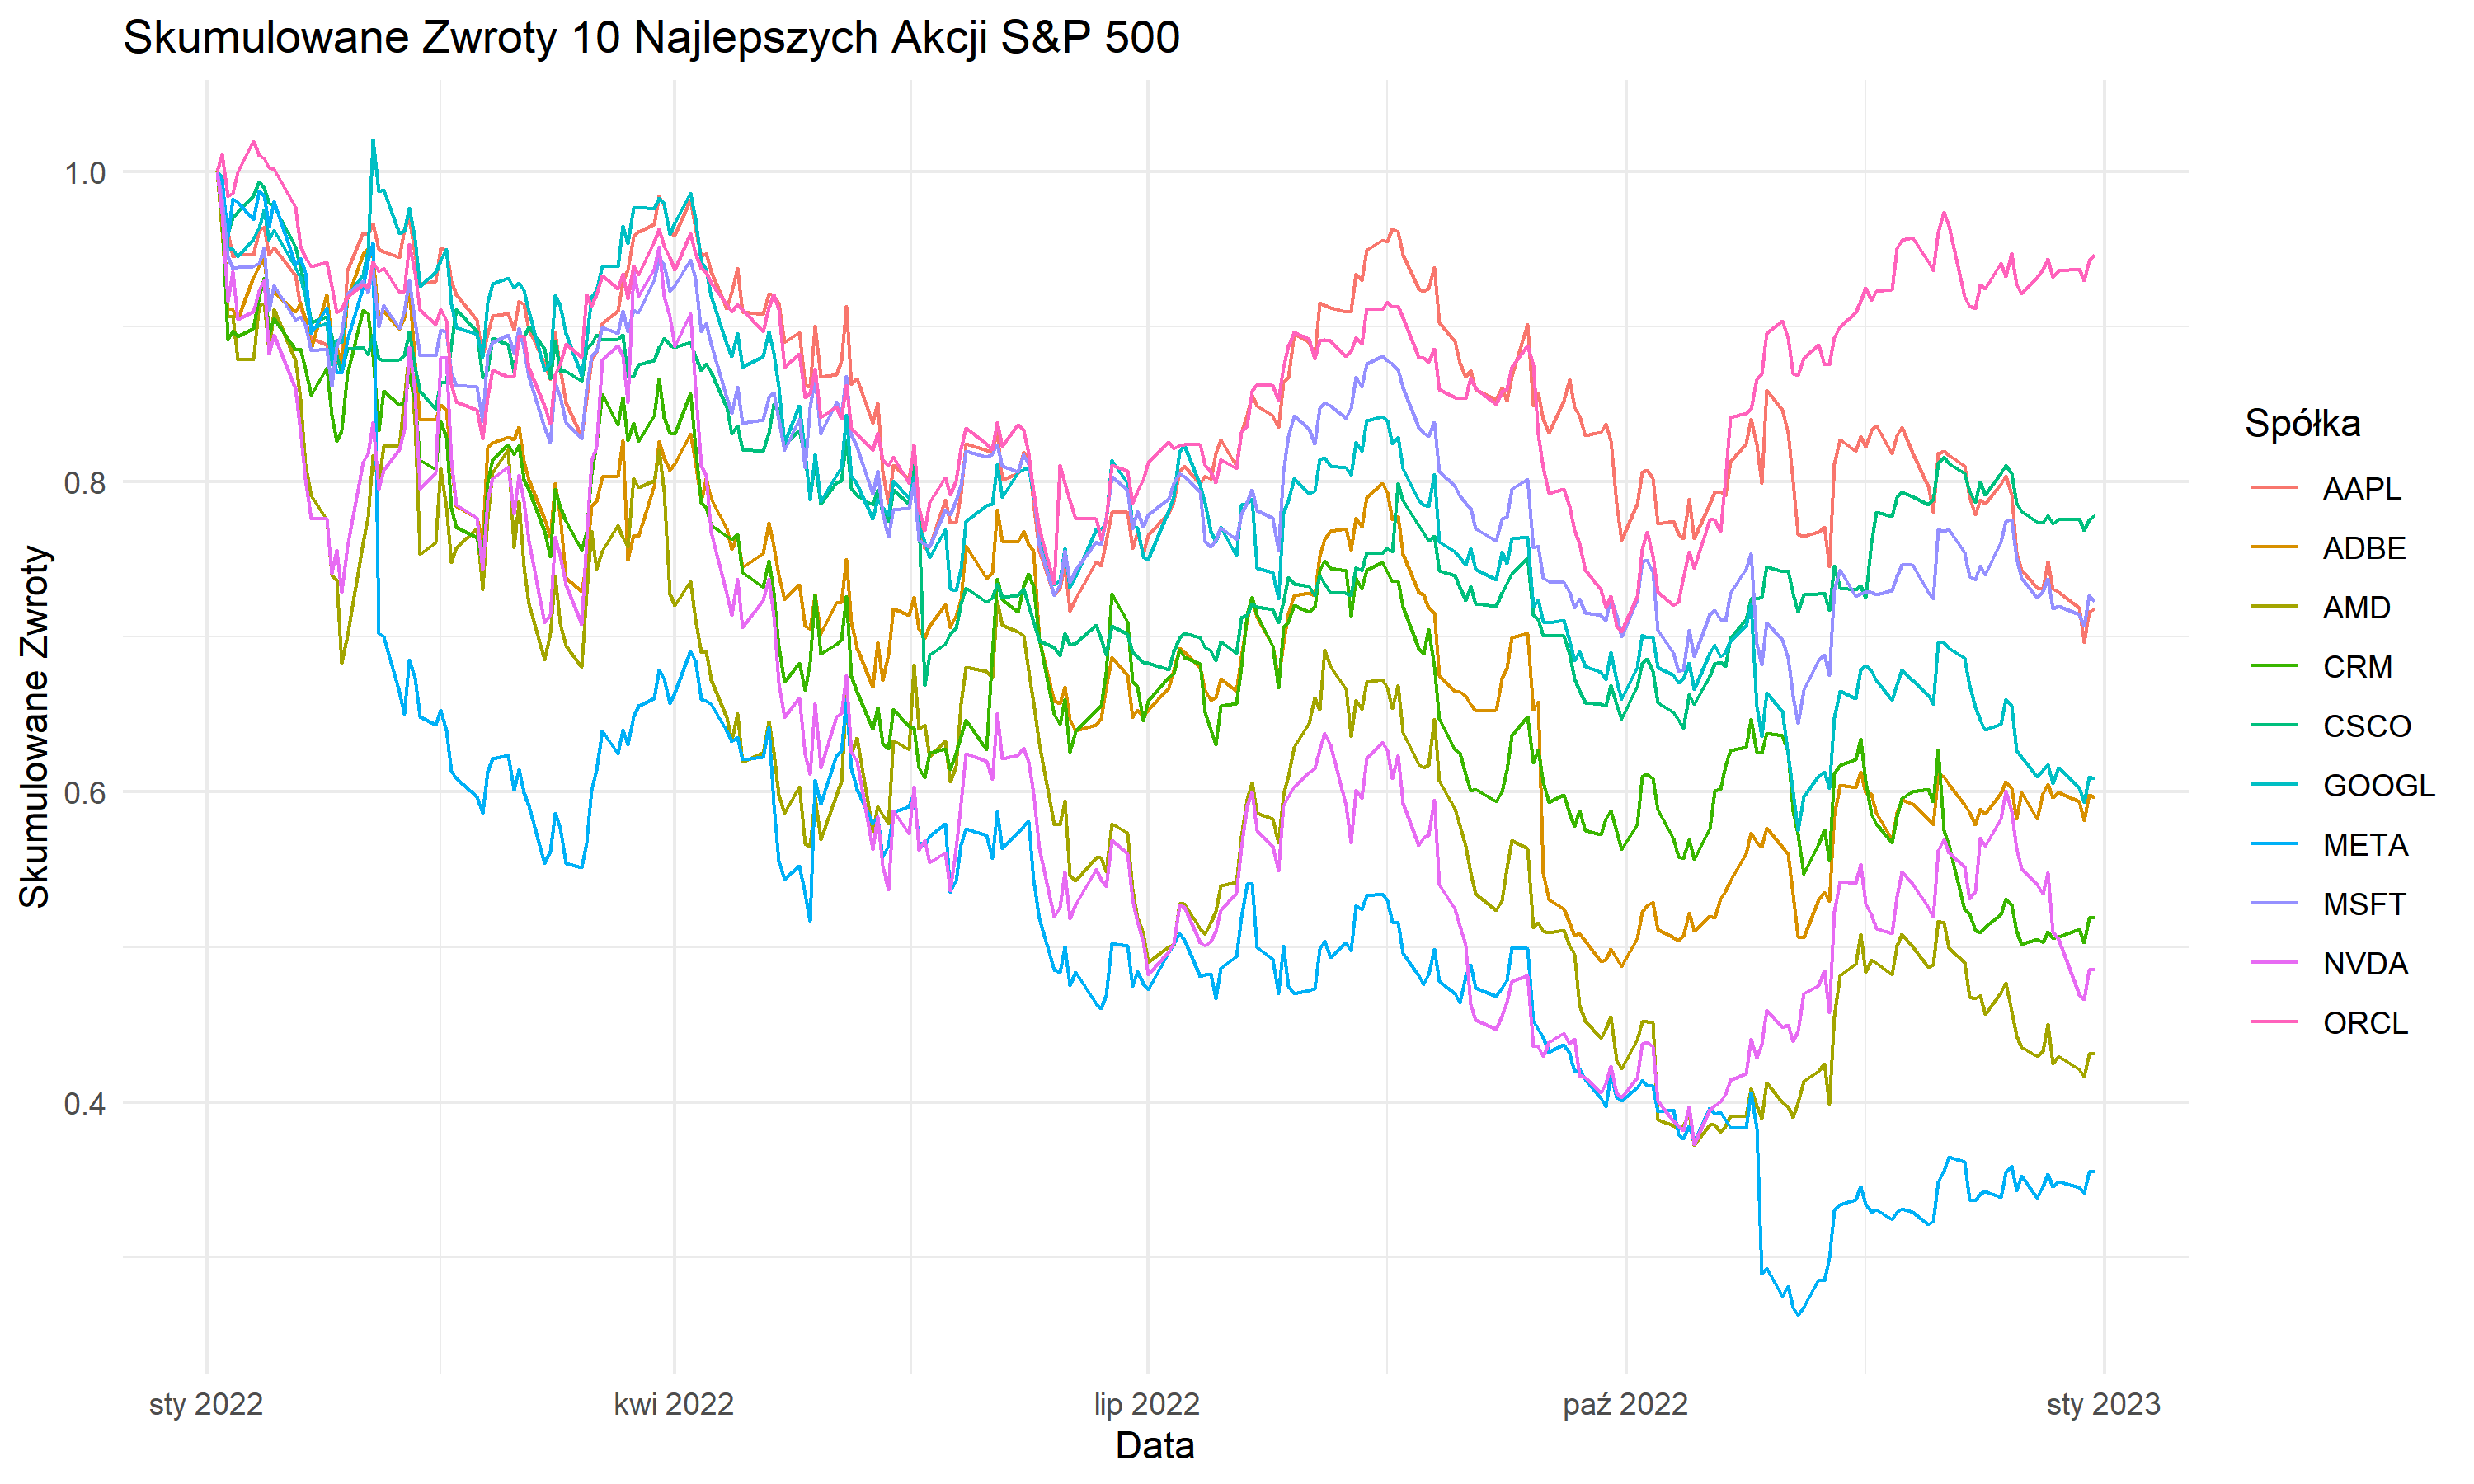 Skumulowane Zwroty 10 Najlepszych Akcji S&P 500
Skumulowane Zwroty
1.0
0.8
0.6
0.4
sty 2022
kwi 2022
lip 2022
paź 2022
sty 2023
Data
Spółka
AAPL
ADBE
AMD
CRM
CSCO
GOOGL
META
MSFT
NVDA
ORCL